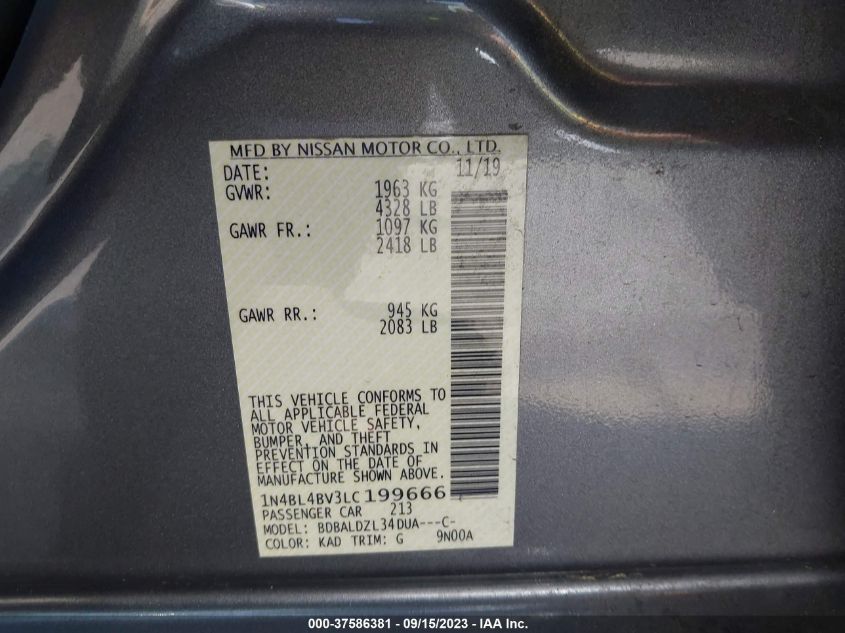 MFD BY NISSAN MOTOR CO., LTD.
DATE: 11/19
GVWR: 1963 KG
4328 LB
GAWR FR.: 1097 KG
2418 LB
GAWR RR.: 945 KG
2083 LB
THIS VEHICLE CONFORMS TO
ALL APPLICABLE FEDERAL
MOTOR VEHICLE SAFETY,
BUMPER, AND THEFT
PREVENTION STANDARDS IN
EFFECT ON THE DATE OF
MANUFACTURE SHOWN ABOVE.
1N4BL4BV3LC199666
PASSENGER CAR 213
MODEL: BDBALDZL34DUA---C-
COLOR: KAD TRIM: G 9N00A
000-37586381 - 09/15/2023 - IAA Inc.